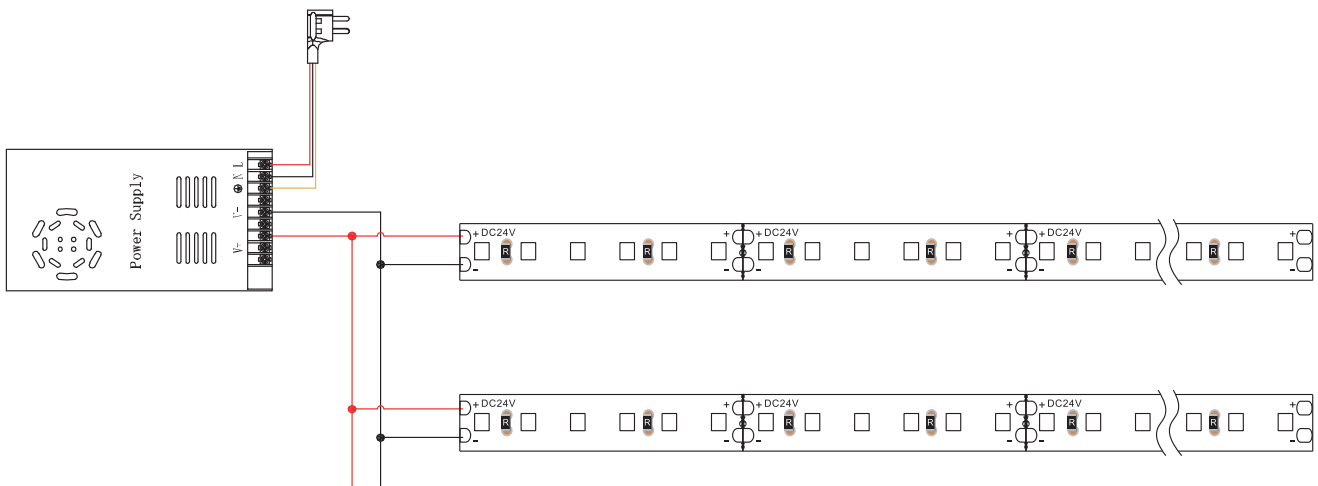 Power Supply
L
N
V-
V+
+ DC24V + + DC24V + + DC24V +
R R R R R R
- - - - - -
+ DC24V + + DC24V + + DC24V +
R R R R R R
- - - - - -